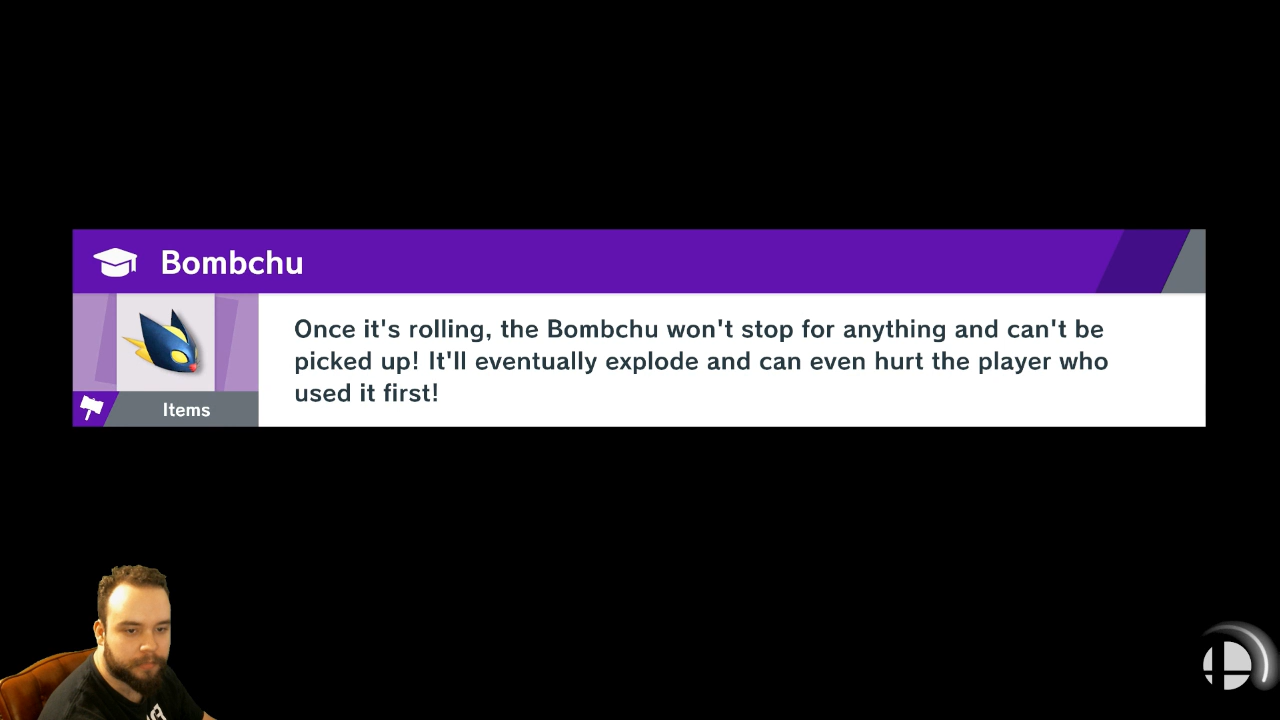 Bombchu
Once it's rolling, the Bombchu won't stop for anything and can't be
picked up! It'll eventually explode and can even hurt the player who
used it first!
Items